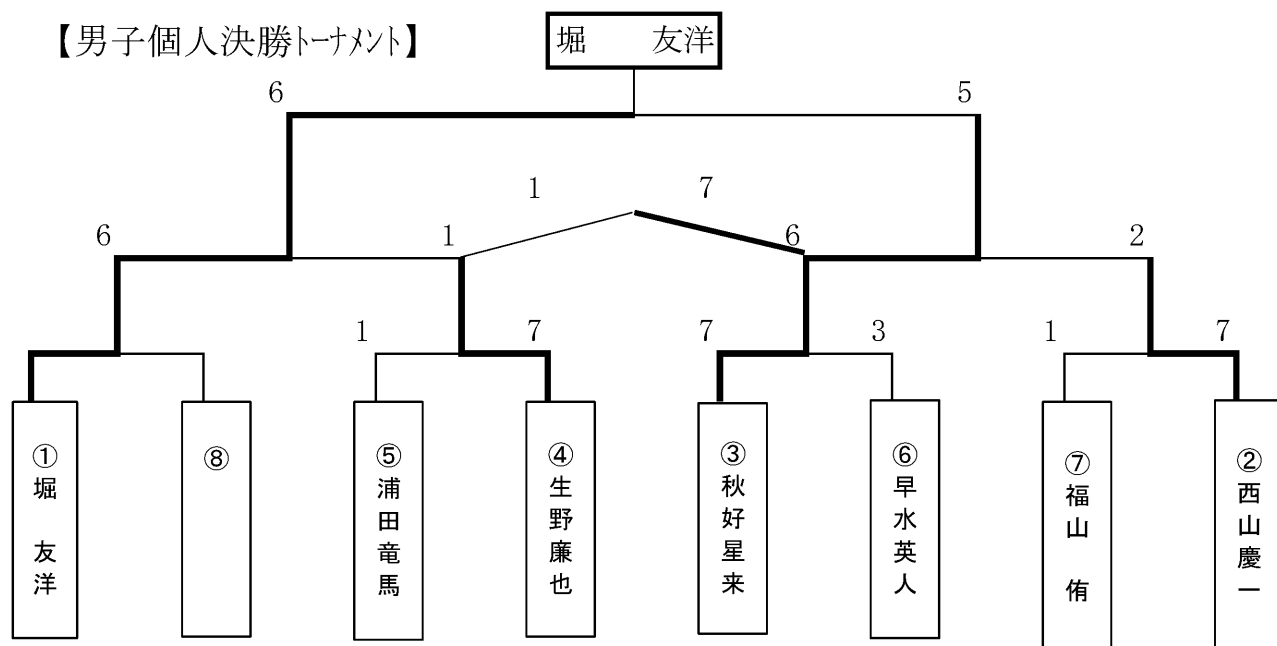 【男子個人決勝トーナメント】
堀　友洋
6 5
1 7
6 1 6 2
1 7 7 3 1 7
①堀　友洋
⑧
⑤浦田竜馬
④生野廉也
③秋好星来
⑥早水英人
⑦福山　侑
②西山慶一